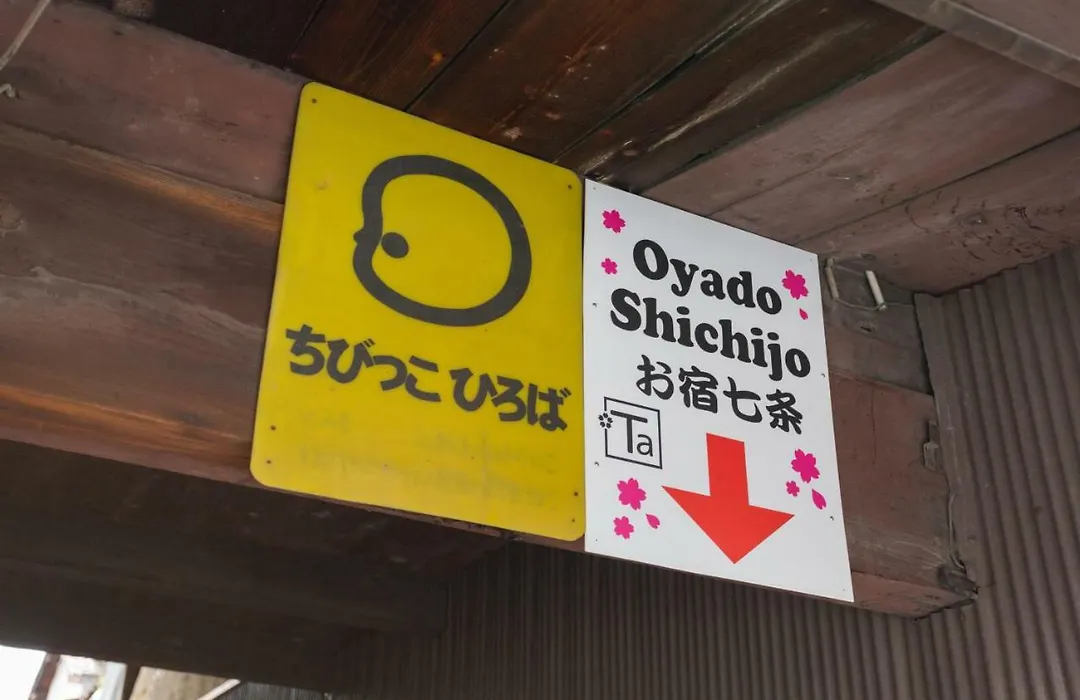 ちびっこ ひろば
Oyado
Shichijo
お宿七条
Ta